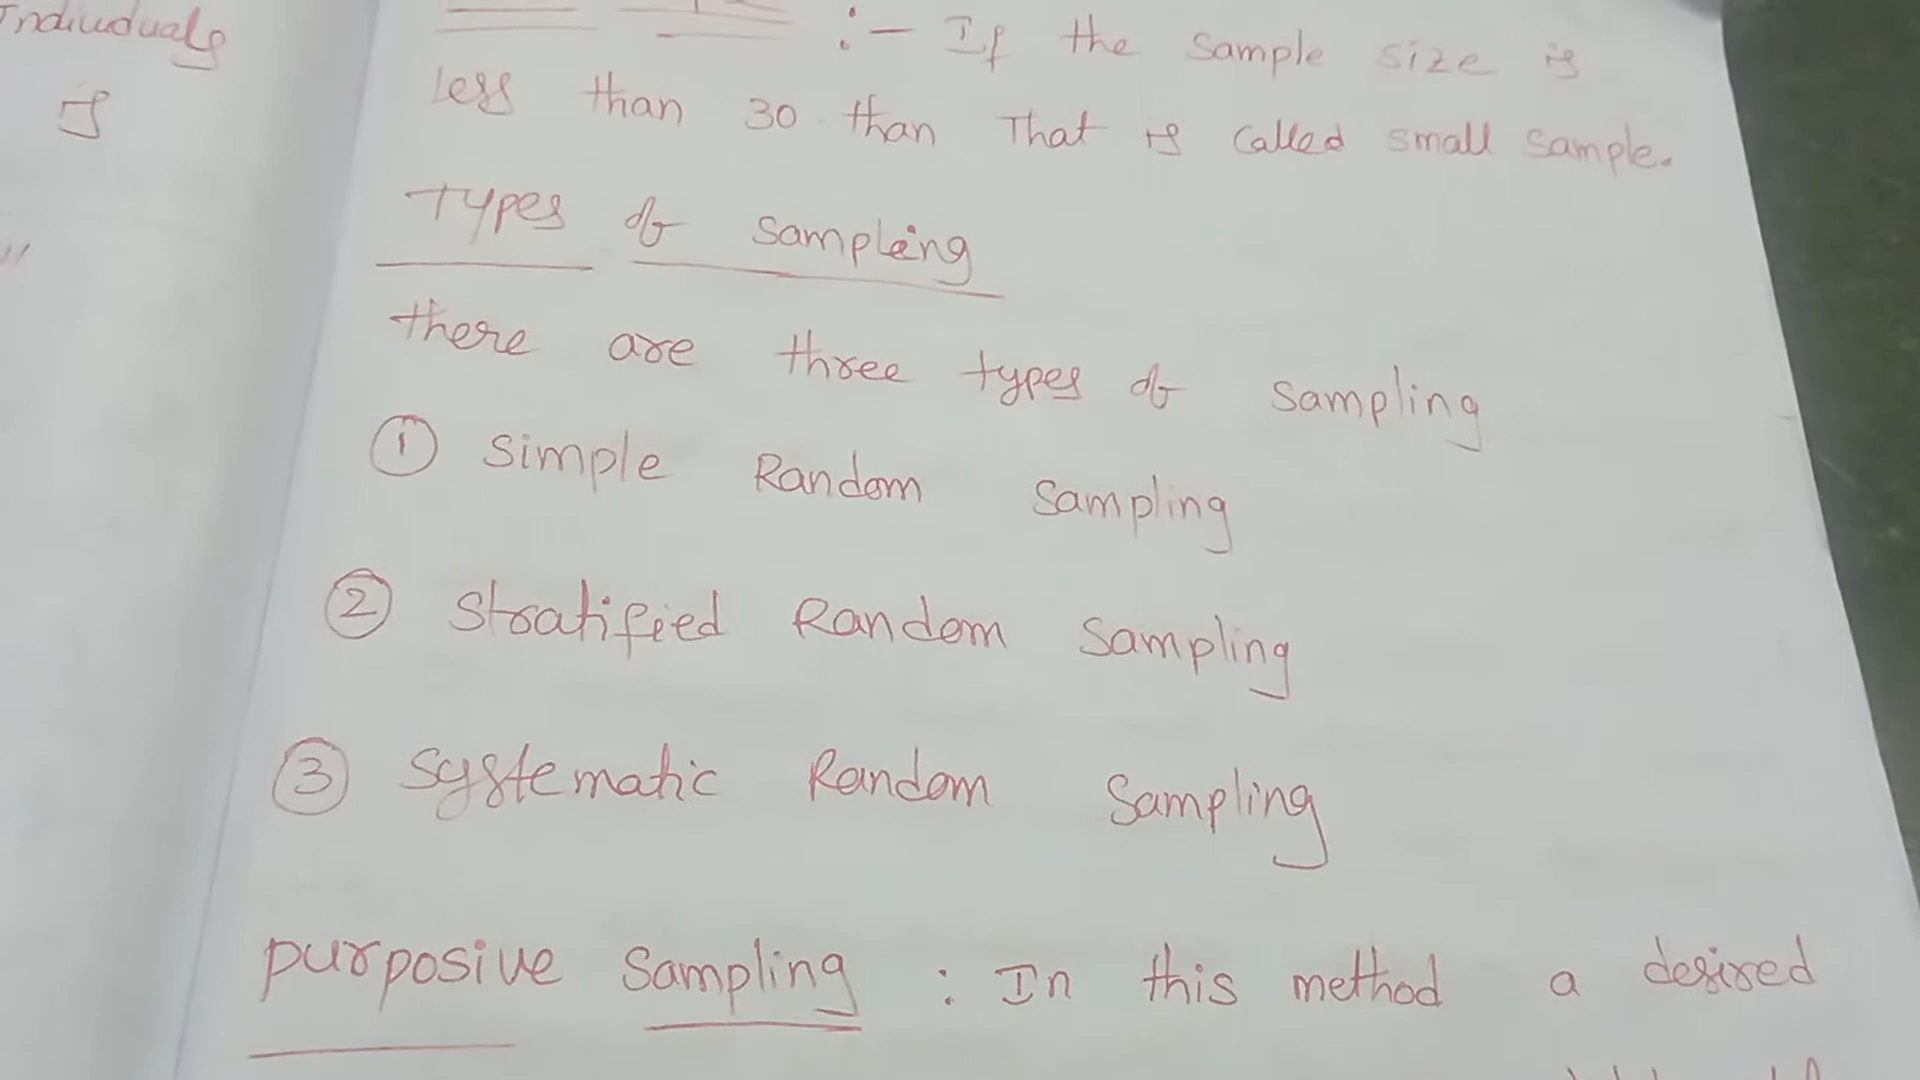 Individuals
:- If the sample size is
less than 30 than That is called small sample.
Types of sampling
there are three types of sampling
① Simple Random Sampling
② Stratified Random Sampling
③ Systematic Random Sampling
purposive Sampling : In this method a desired